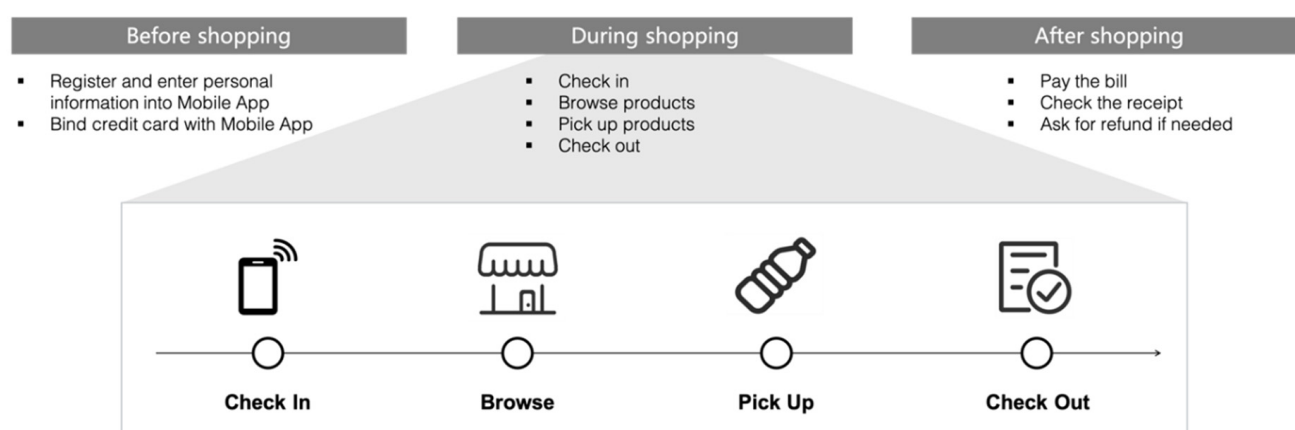 Before shopping
▪ Register and enter personal
information into Mobile App
▪ Bind credit card with Mobile App
During shopping
▪ Check in
▪ Browse products
▪ Pick up products
▪ Check out
After shopping
▪ Pay the bill
▪ Check the receipt
▪ Ask for refund if needed
Check In
Browse
Pick Up
Check Out